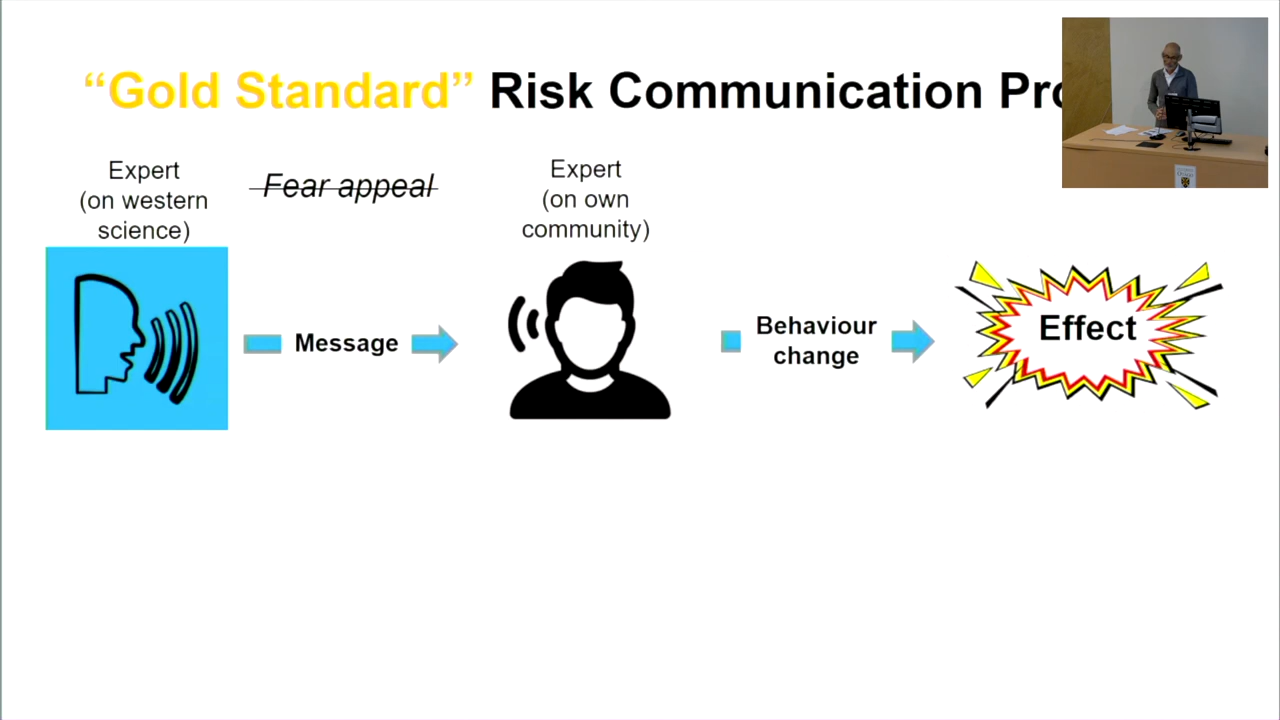 “Gold Standard” Risk Communication Pro
Expert
(on western
science)
Fear appeal
Expert
(on own
community)
Message
Behaviour
change
Effect